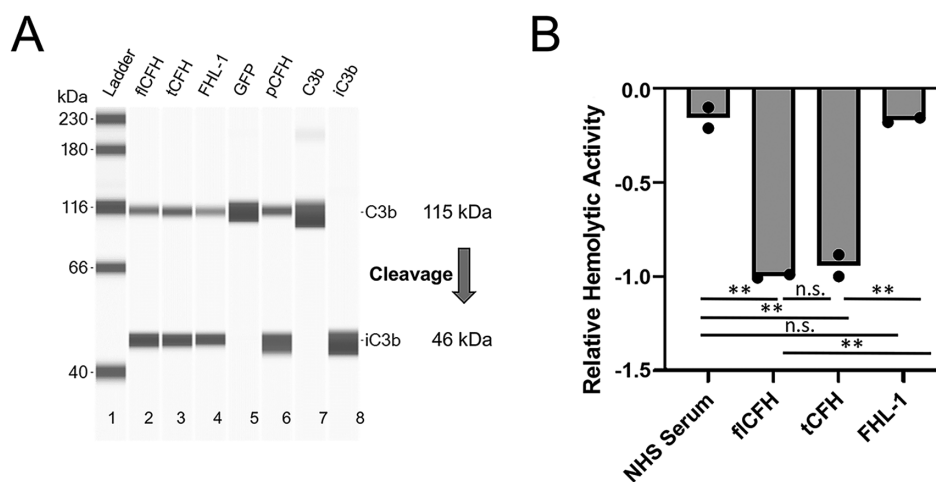 A
Ladder
flCFH
tCFH
FHL-1
GFP
pCFH
C3b
iC3b
kDa
230-
180-
116-
66-
40-
-C3b 115 kDa
Cleavage
-iC3b 46 kDa
1 2 3 4 5 6 7 8
B
Relative Hemolytic Activity
0.0
-0.5
-1.0
-1.5
** n.s. **
**
n.s.
**
NHS Serum
flCFH
tCFH
FHL-1